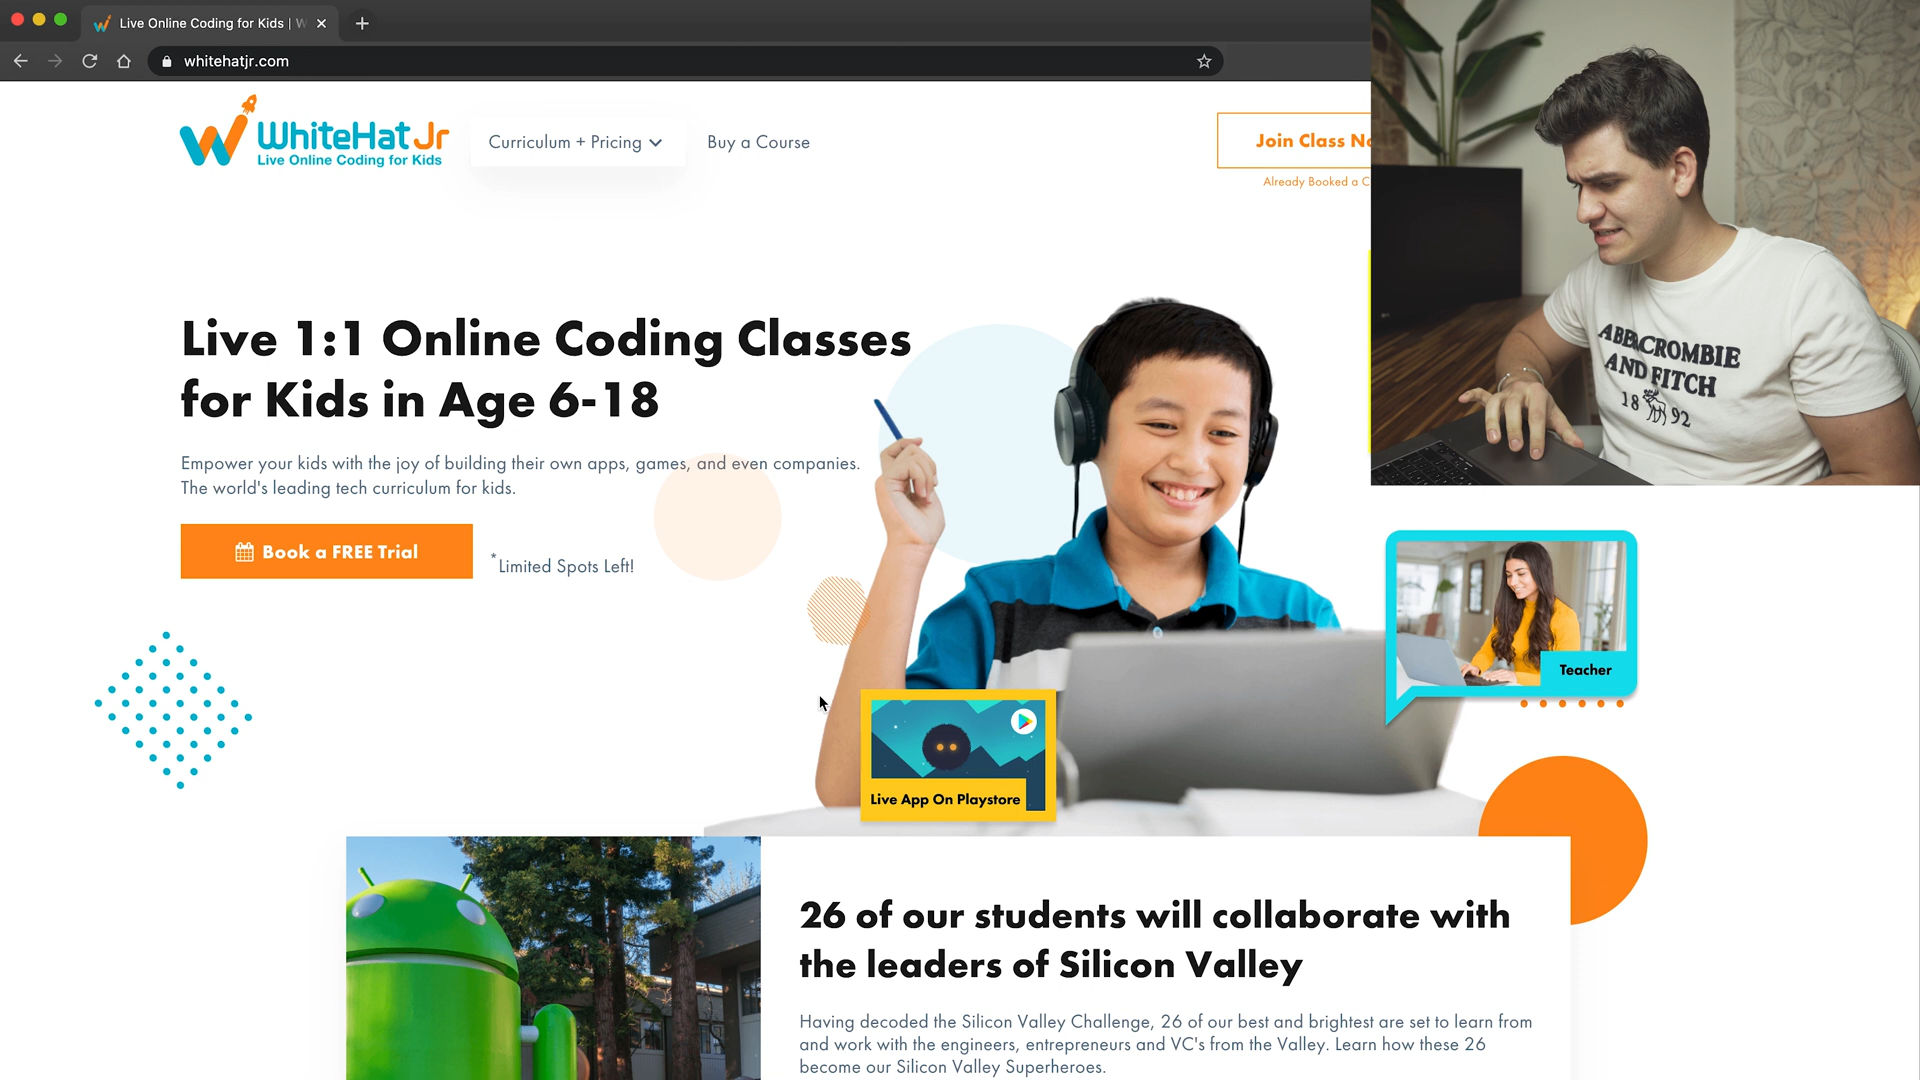 Live Online Coding for Kids | W
whitehatjr.com
WhiteHat Jr
Live Online Coding for Kids
Curriculum + Pricing
Buy a Course
Join Class No
Already Booked a C
ABERCROMBIE
AND FITCH
18 92
Live 1:1 Online Coding Classes
for Kids in Age 6-18
Empower your kids with the joy of building their own apps, games, and even companies.
The world's leading tech curriculum for kids.
Book a FREE Trial
*Limited Spots Left!
Teacher
Live App On Playstore
26 of our students will collaborate with
the leaders of Silicon Valley
Having decoded the Silicon Valley Challenge, 26 of our best and brightest are set to learn from
and work with the engineers, entrepreneurs and VC's from the Valley. Learn how these 26
become our Silicon Valley Superheroes.